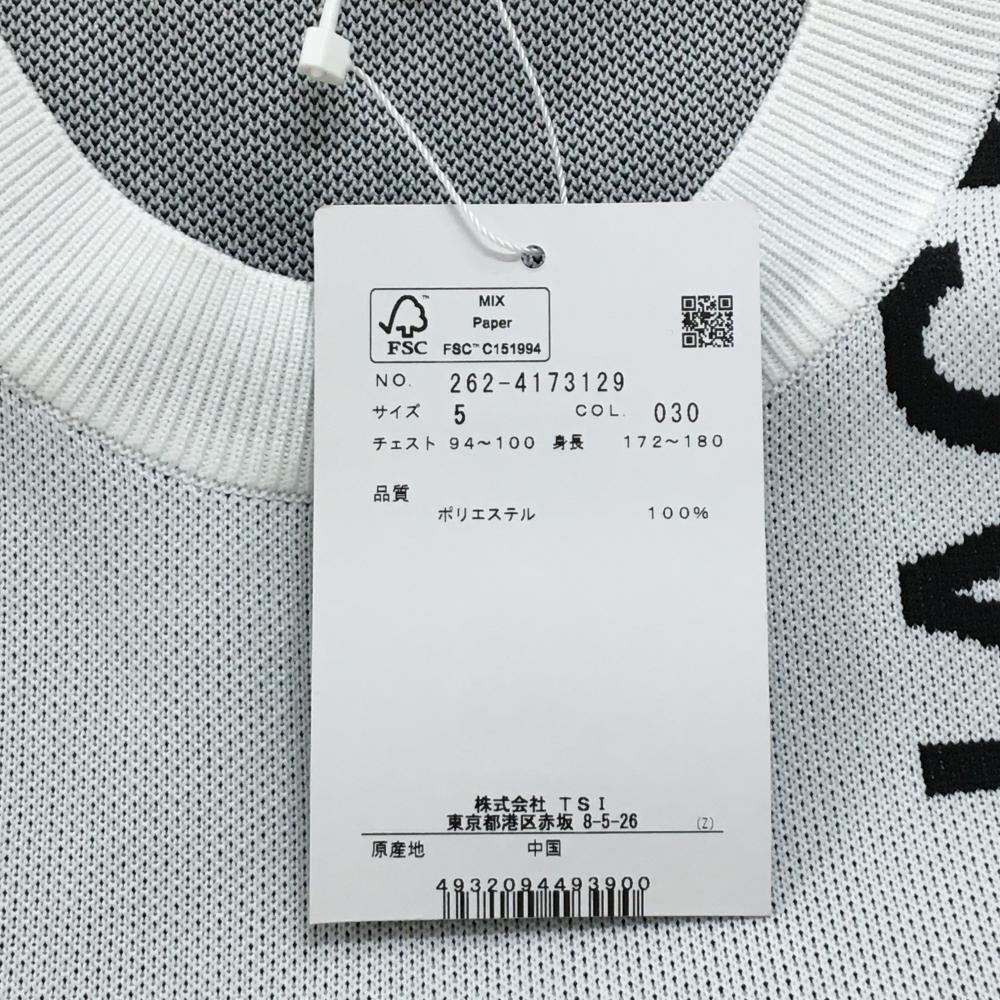 MIX
Paper
FSC™ FSC™ C151994
NO. 262-4173129
サイズ 5 COL. 030
チェスト 94～100 身長 172～180
品質
ポリエステル 100%
株式会社 TSI
東京都港区赤坂 8-5-26 (Z)
原産地 中国
4932094493900